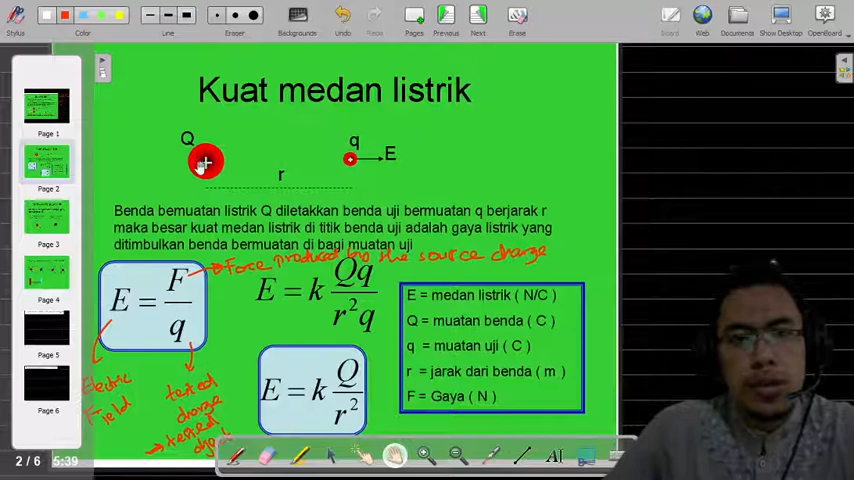 Stylus
Color
Line
Eraser
Backgrounds
Undo
Redo
Pages
Previous
Next
Erase
Board
Web
Documents
Show Desktop
OpenBoard
Page 1
Page 2
Page 3
Page 4
Page 5
Page 6
2 / 6 5:39
Kuat medan listrik
Q
+
q
E
r
Benda bemuatan listrik Q diletakkan benda uji bermuatan q berjarak r
maka besar kuat medan listrik di titik benda uji adalah gaya listrik yang
ditimbulkan benda bermuatan di bagi muatan uji
Force produced by the source charge
E = F/q
E = k Qq/r²q
E = k Q/r²
E = medan listrik ( N/C )
Q = muatan benda ( C )
q = muatan uji ( C )
r = jarak dari benda ( m )
F = Gaya ( N )
Electric
Field
tested
charge
tested
AI